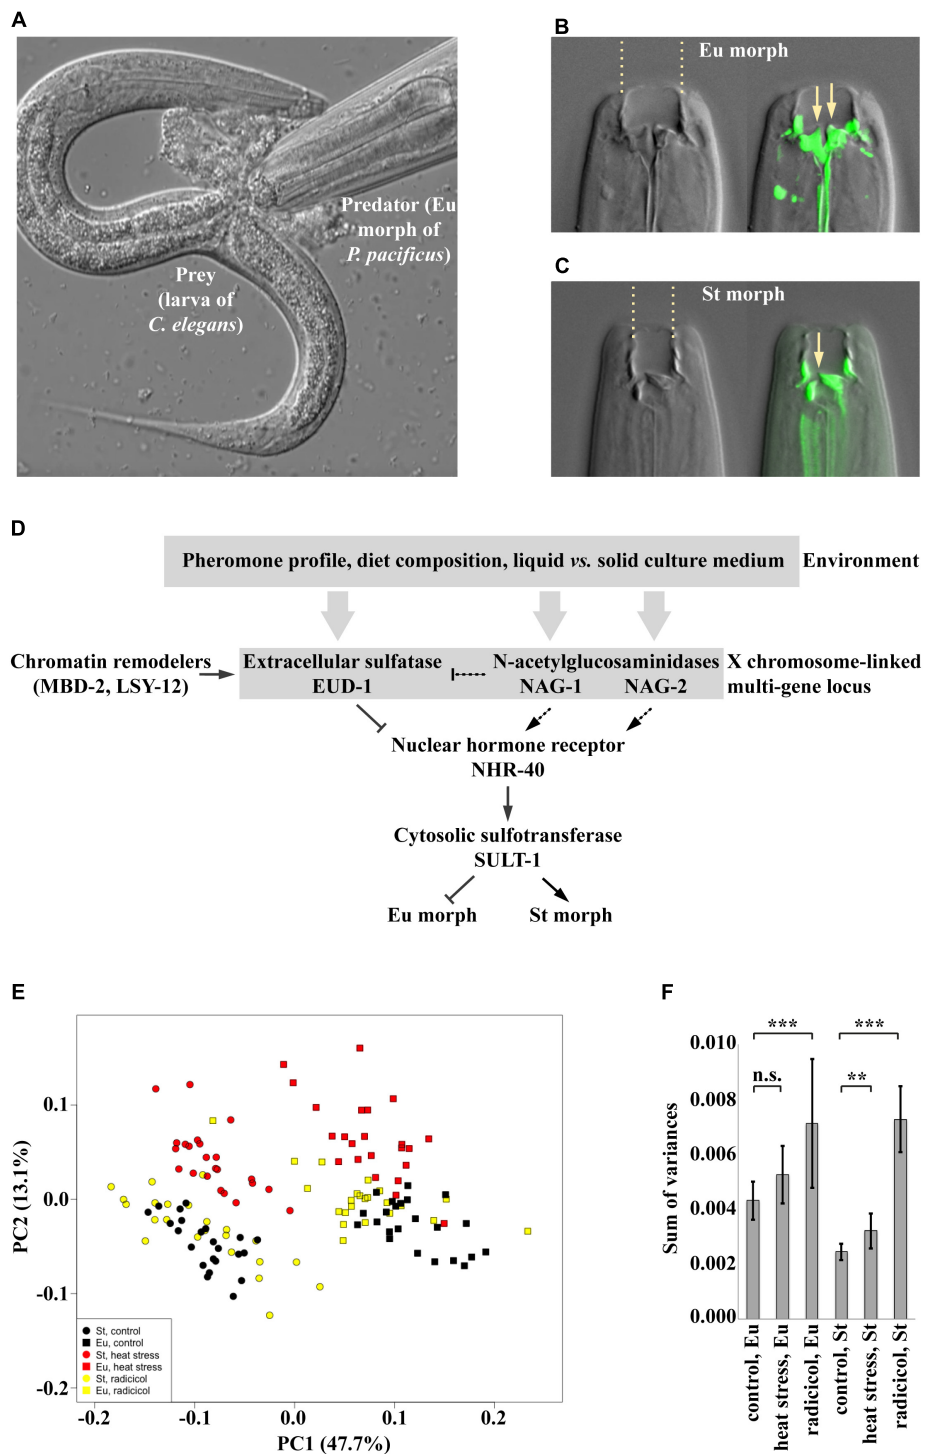 A
Predator (Eu
morph of
P. pacificus)
Prey
(larva of
C. elegans)
B
Eu morph
C
St morph
D
Pheromone profile, diet composition, liquid vs. solid culture medium
Environment
Chromatin remodelers
(MBD-2, LSY-12)
Extracellular sulfatase
EUD-1
N-acetylglucosaminidases
NAG-1 NAG-2
X chromosome-linked
multi-gene locus
Nuclear hormone receptor
NHR-40
Cytosolic sulfotransferase
SULT-1
Eu morph
St morph
E
PC2 (13.1%)
0.1
0.0
-0.1
-0.2
St, control
Eu, control
St, heat stress
Eu, heat stress
St, radicicol
Eu, radicicol
-0.2 -0.1 0.0 0.1 0.2
PC1 (47.7%)
F
Sum of variances
0.010
0.008
0.006
0.004
0.002
0.000
*** ***
n.s. **
control, Eu
heat stress, Eu
radicicol, Eu
control, St
heat stress, St
radicicol, St